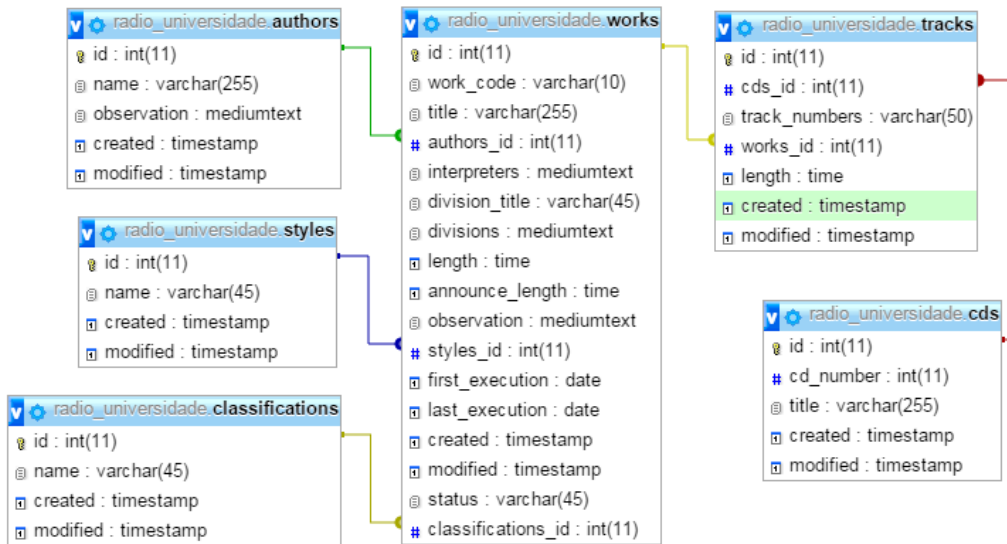 radio_universidade.authors
id : int(11)
name : varchar(255)
observation : mediumtext
created : timestamp
modified : timestamp
radio_universidade.styles
id : int(11)
name : varchar(45)
created : timestamp
modified : timestamp
radio_universidade.classifications
id : int(11)
name : varchar(45)
created : timestamp
modified : timestamp
radio_universidade.works
id : int(11)
work_code : varchar(10)
title : varchar(255)
authors_id : int(11)
interpreters : mediumtext
division_title : varchar(45)
divisions : mediumtext
length : time
announce_length : time
observation : mediumtext
styles_id : int(11)
first_execution : date
last_execution : date
created : timestamp
modified : timestamp
status : varchar(45)
classifications_id : int(11)
radio_universidade.tracks
id : int(11)
cds_id : int(11)
track_numbers : varchar(50)
works_id : int(11)
length : time
created : timestamp
modified : timestamp
radio_universidade.cds
id : int(11)
cd_number : int(11)
title : varchar(255)
created : timestamp
modified : timestamp